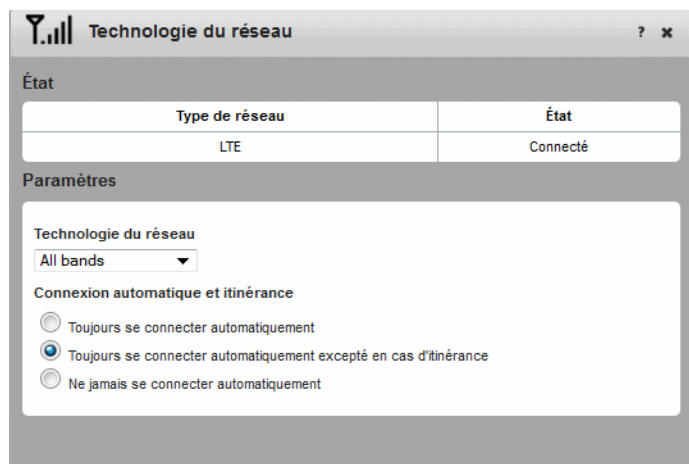 Technologie du réseau ? ×
État
Type de réseau État
LTE Connecté
Paramètres
Technologie du réseau
All bands
Connexion automatique et itinérance
Toujours se connecter automatiquement
Toujours se connecter automatiquement excepté en cas d'itinérance
Ne jamais se connecter automatiquement